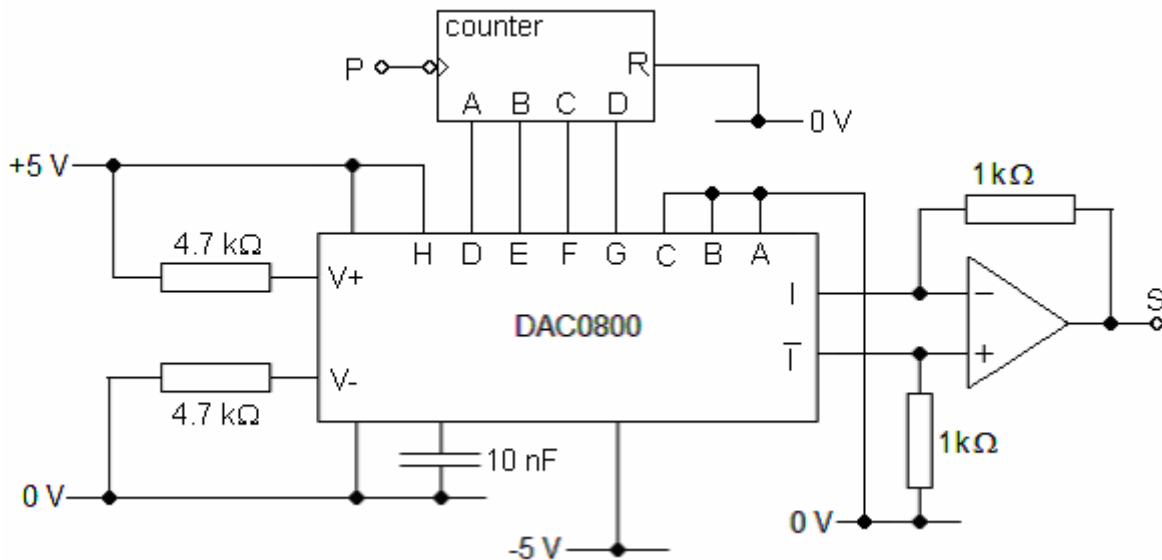 counter
P
R
A B C D
0 V
+5 V
1kΩ
4.7 kΩ
H D E F G C B A
V+
I
−
S
DAC0800
I
+
V-
4.7 kΩ
10 nF
1kΩ
0 V
0 V
-5 V